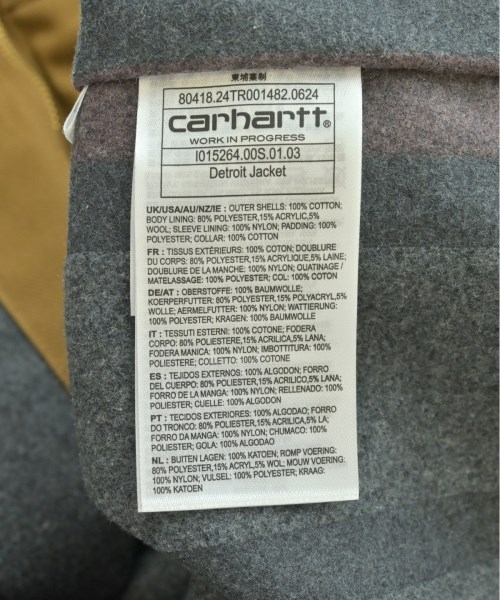 柬埔寨制
80418.24TR001482.0624
carhartt®
WORK IN PROGRESS
I015264.00S.01.03
Detroit Jacket
UK/USA/AU/NZ/IE : OUTER SHELLS: 100% COTTON;
BODY LINING: 80% POLYESTER,15% ACRYLIC,5%
WOOL; SLEEVE LINING: 100% NYLON; PADDING: 100%
POLYESTER; COLLAR: 100% COTTON
FR : TISSUS EXTÉRIEURS: 100% COTON; DOUBLURE
DU CORPS: 80% POLYESTER,15% ACRYLIQUE,5% LAINE;
DOUBLURE DE LA MANCHE: 100% NYLON; OUATINAGE /
MATELASSAGE: 100% POLYESTER; COL: 100% COTON
DE/AT : OBERSTOFFE: 100% BAUMWOLLE;
KOERPERFUTTER: 80% POLYESTER,15% POLYACRYL,5%
WOLLE; AERMELFUTTER: 100% NYLON; WATTIERUNG:
100% POLYESTER; KRAGEN: 100% BAUMWOLLE
IT : TESSUTI ESTERNI: 100% COTONE; FODERA
CORPO: 80% POLIESTERE,15% ACRILICA,5% LANA;
FODERA MANICA: 100% NYLON; IMBOTTITURA: 100%
POLIESTERE; COLLETTO: 100% COTONE
ES : TEJIDOS EXTERNOS: 100% ALGODON; FORRO
DEL CUERPO: 80% POLIESTER,15% ACRILICO,5% LANA;
FORRO DE LA MANGA: 100% NYLON; RELLENADO: 100%
POLIESTER; CUELLE: 100% ALGODON
PT : TECIDOS EXTERIORES: 100% ALGODAO; FORRO
DO TRONCO: 80% POLIESTER,15% ACRILICA,5% LA;
FORRO DA MANGA: 100% NYLON; CHUMACO: 100%
POLIESTER; GOLA: 100% ALGODAO
NL : BUITEN LAGEN: 100% KATOEN; ROMP VOERING:
80% POLYESTER,15% ACRYL,5% WOL; MOUW VOERING:
100% NYLON; VULSEL: 100% POLYESTER; KRAAG:
100% KATOEN